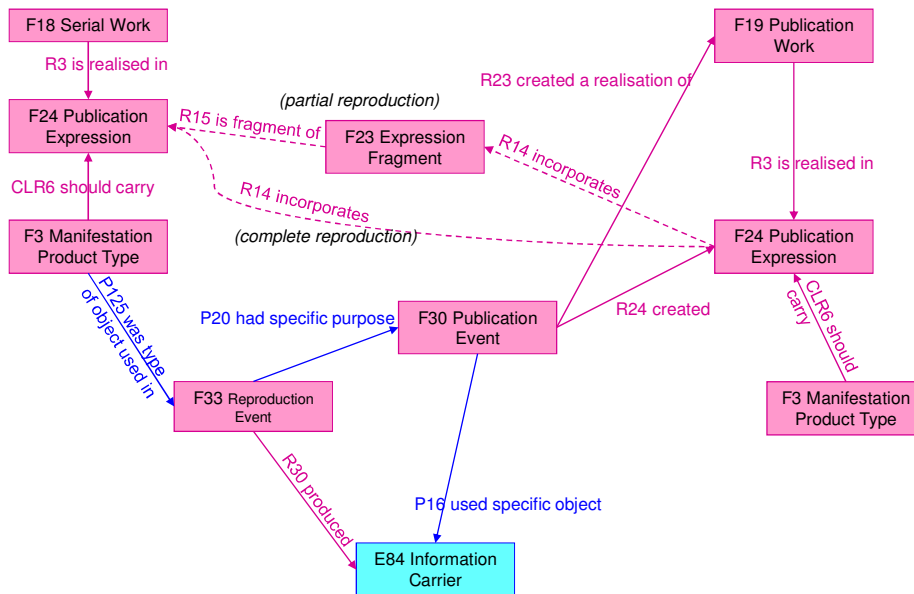 F18 Serial Work
R3 is realised in
F24 Publication
Expression
CLR6 should carry
F3 Manifestation
Product Type
(partial reproduction)
R15 is fragment of
F23 Expression
Fragment
R14 incorporates
R14 incorporates
(complete reproduction)
F19 Publication
Work
R23 created a realisation of
R3 is realised in
F24 Publication
Expression
R24 created
CLR6 should
carry
F3 Manifestation
Product Type
P125 was type
of object used in
P20 had specific purpose
F30 Publication
Event
F33 Reproduction
Event
R30 produced
P16 used specific object
E84 Information
Carrier